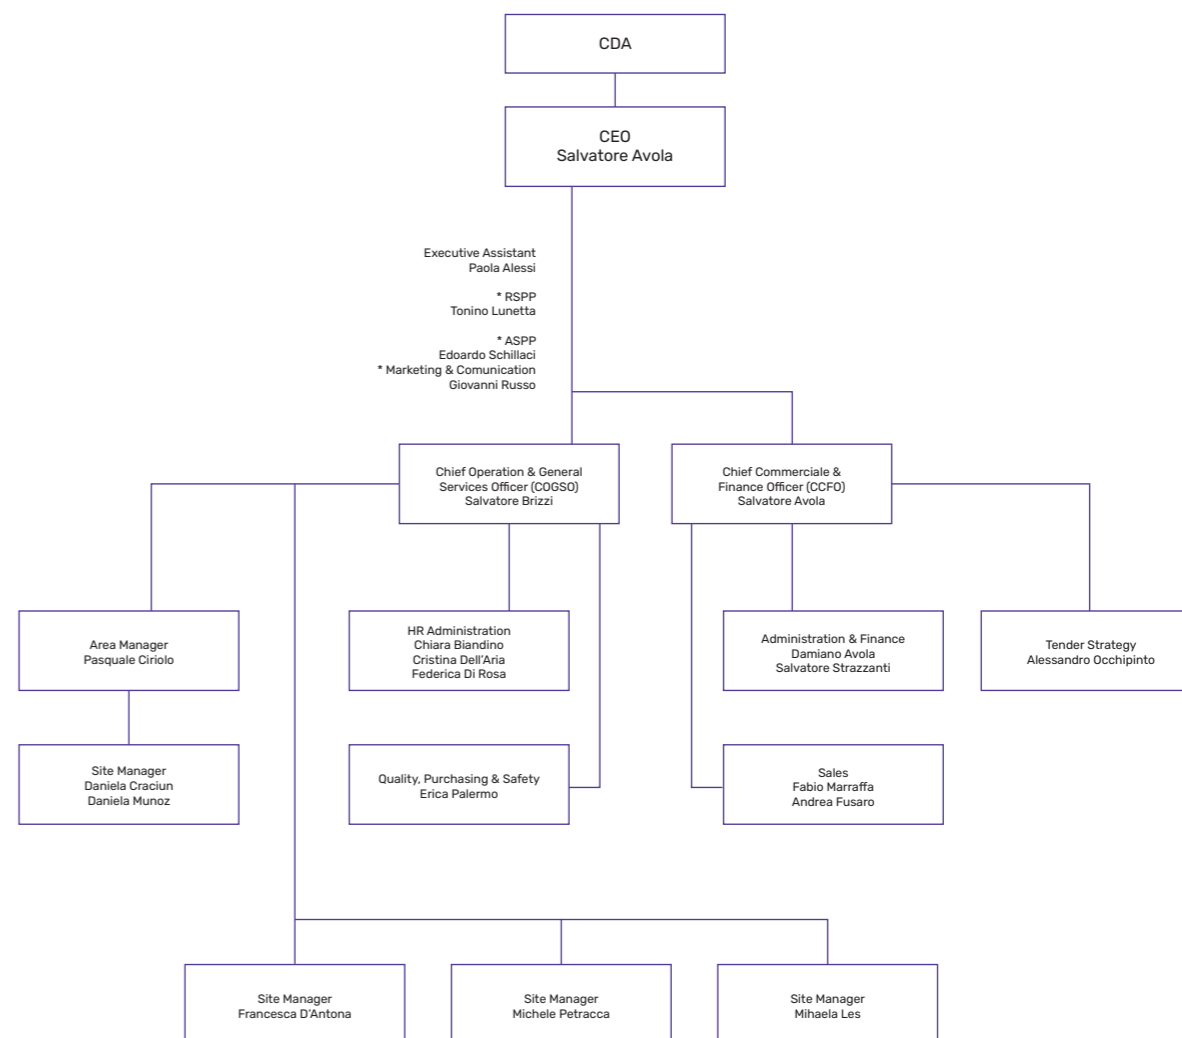 CDA
CEO
Salvatore Avola
Executive Assistant
Paola Alessi
* RSPP
Tonino Lunetta
* ASPP
Edoardo Schillaci
* Marketing & Comunication
Giovanni Russo
Chief Operation & General
Services Officer (COGSO)
Salvatore Brizzi
Chief Commerciale &
Finance Officer (CCFO)
Salvatore Avola
Area Manager
Pasquale Ciriolo
HR Administration
Chiara Biandino
Cristina Dell'Aria
Federica Di Rosa
Administration & Finance
Damiano Avola
Salvatore Strazzanti
Tender Strategy
Alessandro Occhipinto
Site Manager
Daniela Craciun
Daniela Munoz
Quality, Purchasing & Safety
Erica Palermo
Sales
Fabio Marraffa
Andrea Fusaro
Site Manager
Francesca D'Antona
Site Manager
Michele Petracca
Site Manager
Mihaela Les